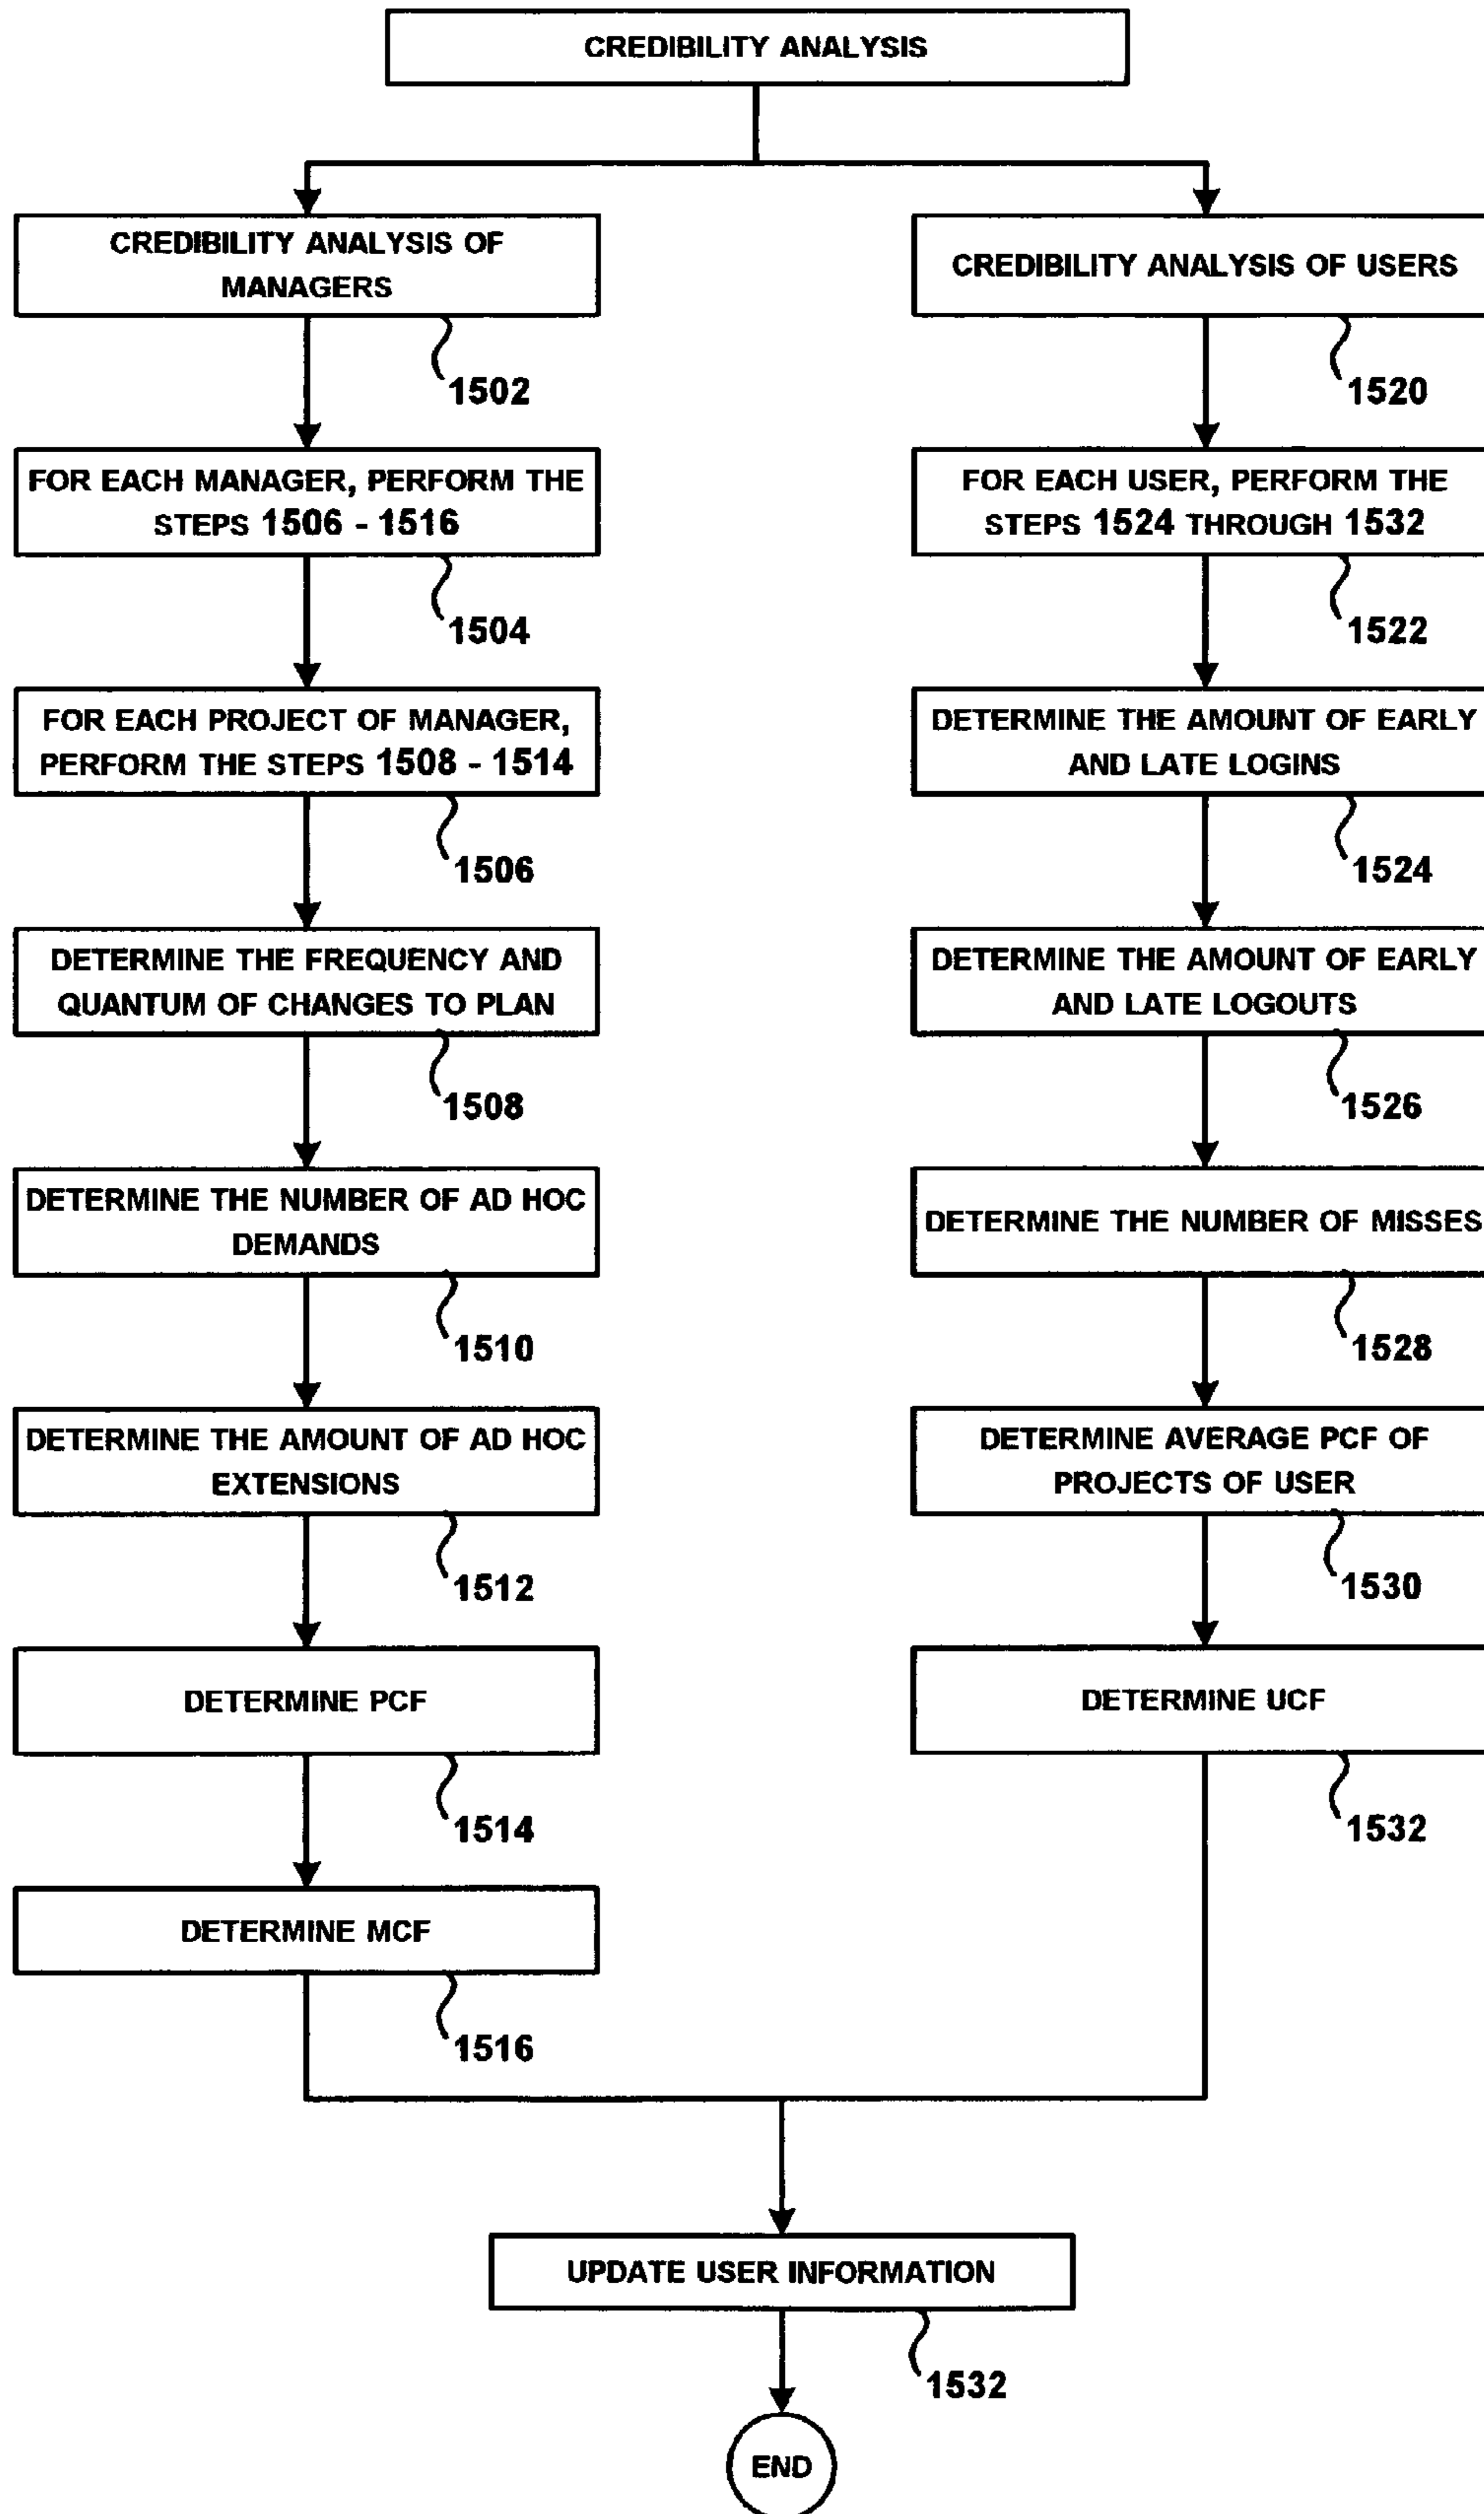 CREDIBILITY ANALYSIS
CREDIBILITY ANALYSIS OF
MANAGERS
1502
FOR EACH MANAGER, PERFORM THE
STEPS 1506 - 1516
1504
FOR EACH PROJECT OF MANAGER,
PERFORM THE STEPS 1508 - 1514
1506
DETERMINE THE FREQUENCY AND
QUANTUM OF CHANGES TO PLAN
1508
DETERMINE THE NUMBER OF AD HOC
DEMANDS
1510
DETERMINE THE AMOUNT OF AD HOC
EXTENSIONS
1512
DETERMINE PCF
1514
DETERMINE MCF
1516
CREDIBILITY ANALYSIS OF USERS
1520
FOR EACH USER, PERFORM THE
STEPS 1524 THROUGH 1532
1522
DETERMINE THE AMOUNT OF EARLY
AND LATE LOGINS
1524
DETERMINE THE AMOUNT OF EARLY
AND LATE LOGOUTS
1526
DETERMINE THE NUMBER OF MISSES
1528
DETERMINE AVERAGE PCF OF
PROJECTS OF USER
1530
DETERMINE UCF
1532
UPDATE USER INFORMATION
1532
END